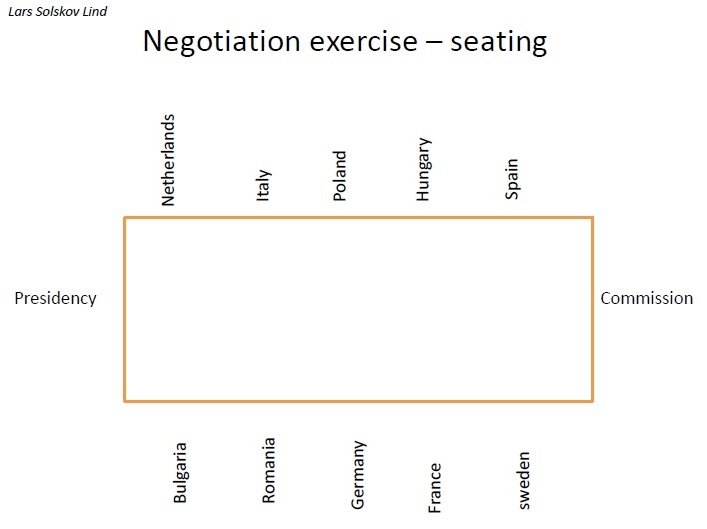 Lars Solskov Lind
Negotiation exercise – seating
Netherlands
Italy
Poland
Hungary
Spain
Presidency
Commission
Bulgaria
Romania
Germany
France
sweden